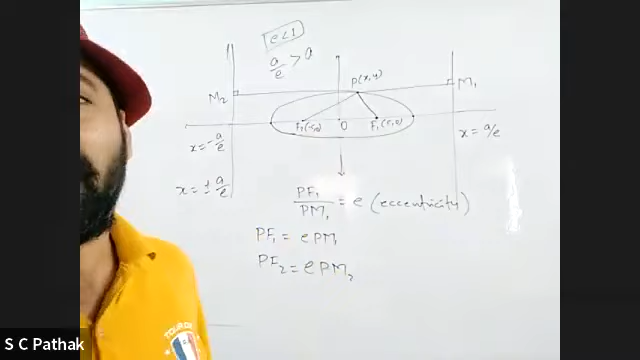 e<1
a/e > a
P(x,y)
M₂
M₁
F₂(-c,0)
O
F₁(c,0)
x = -a/e
x = a/e
x = ± a/e
PF₁/PM₁ = e (eccentricity)
PF₁ = e PM₁
PF₂ = e PM₂
S C Pathak